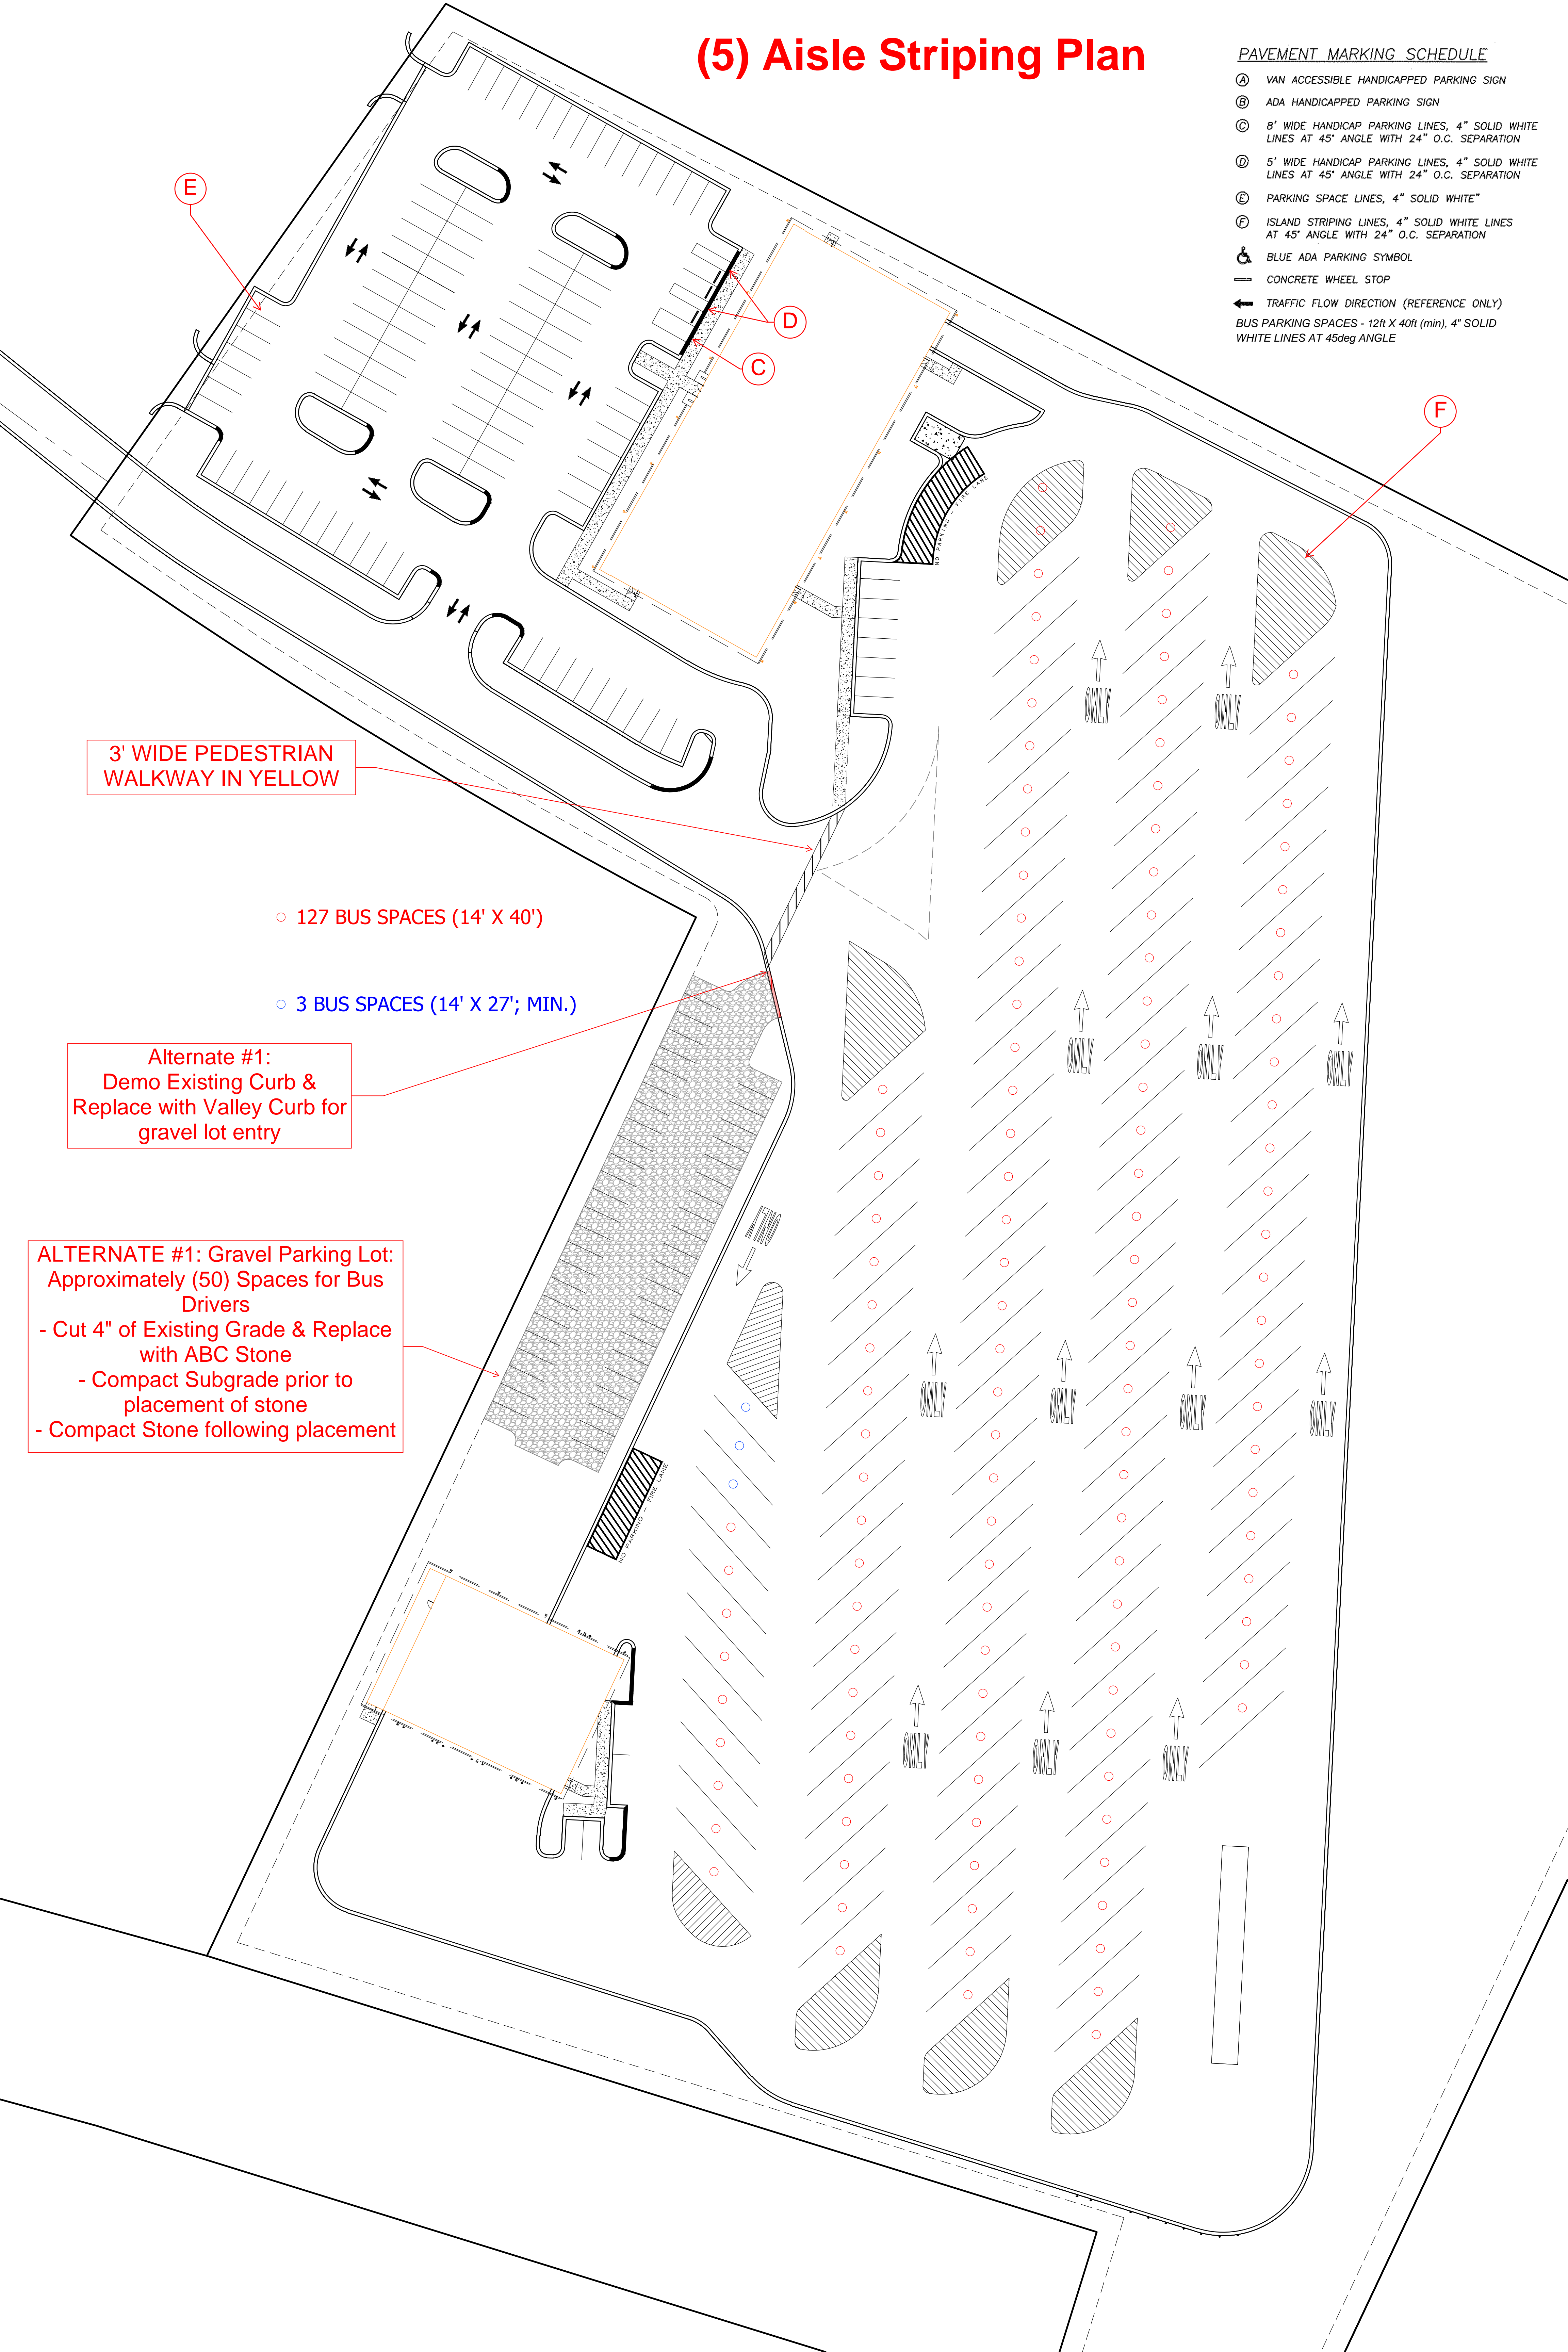 (5) Aisle Striping Plan
PAVEMENT MARKING SCHEDULE
A VAN ACCESSIBLE HANDICAPPED PARKING SIGN
B ADA HANDICAPPED PARKING SIGN
C 8' WIDE HANDICAP PARKING LINES, 4" SOLID WHITE
LINES AT 45° ANGLE WITH 24" O.C. SEPARATION
D 5' WIDE HANDICAP PARKING LINES, 4" SOLID WHITE
LINES AT 45° ANGLE WITH 24" O.C. SEPARATION
E PARKING SPACE LINES, 4" SOLID WHITE"
F ISLAND STRIPING LINES, 4" SOLID WHITE LINES
AT 45° ANGLE WITH 24" O.C. SEPARATION
BLUE ADA PARKING SYMBOL
CONCRETE WHEEL STOP
TRAFFIC FLOW DIRECTION (REFERENCE ONLY)
BUS PARKING SPACES - 12ft X 40ft (min), 4" SOLID
WHITE LINES AT 45deg ANGLE
E
D
C
F
NO PARKING - FIRE LANE
ONLY
ONLY
3' WIDE PEDESTRIAN
WALKWAY IN YELLOW
127 BUS SPACES (14' X 40')
3 BUS SPACES (14' X 27'; MIN.)
ONLY
ONLY
ONLY
Alternate #1:
Demo Existing Curb &
Replace with Valley Curb for
gravel lot entry
ONLY
ALTERNATE #1: Gravel Parking Lot:
Approximately (50) Spaces for Bus
Drivers
- Cut 4" of Existing Grade & Replace
with ABC Stone
- Compact Subgrade prior to
placement of stone
- Compact Stone following placement
ONLY
ONLY
ONLY
ONLY
NO PARKING - FIRE LANE
ONLY
ONLY
ONLY